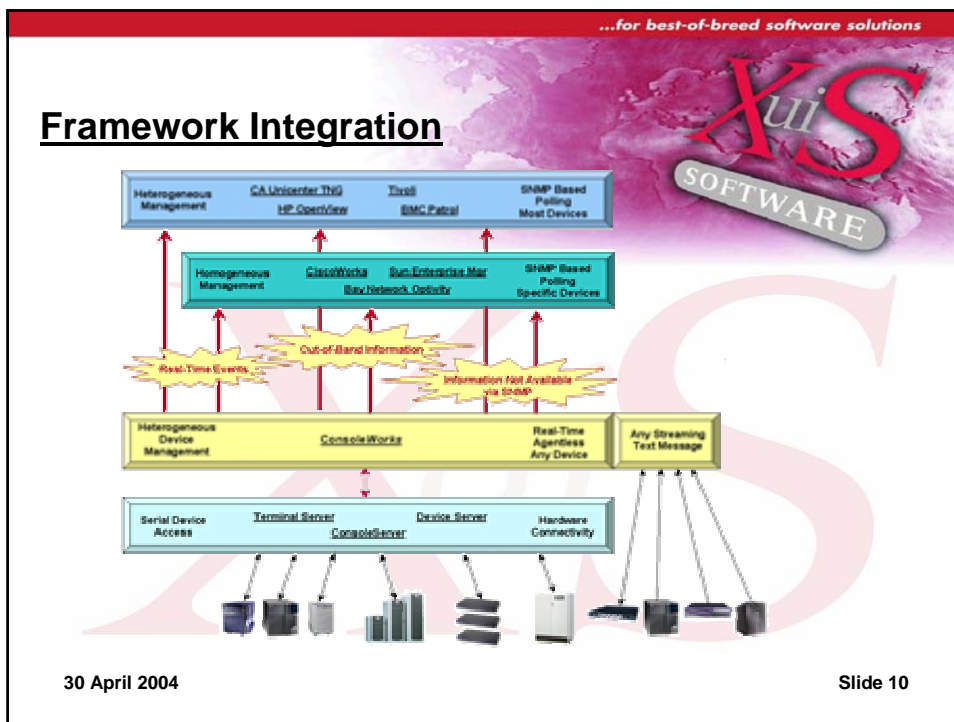 ...for best-of-breed software solutions
XuiS
SOFTWARE
Framework Integration
Heterogeneous
Management
CA Unicenter TNG
Tivoli
HP OpenView
BMC Patrol
SNMP Based
Polling
Most Devices
Homogeneous
Management
CiscoWorks
Sun Enterprise Mgr
Bay Network Optivity
SNMP Based
Polling
Specific Devices
Real-Time Events
Out-of-Band Information
Information Not Available
via SNMP
Heterogeneous
Device
Management
ConsoleWorks
Real-Time
Agentless
Any Device
Any Streaming
Text Message
Serial Device
Access
Terminal Server
Device Server
ConsoleServer
Hardware
Connectivity
XuiS
30 April 2004
Slide 10